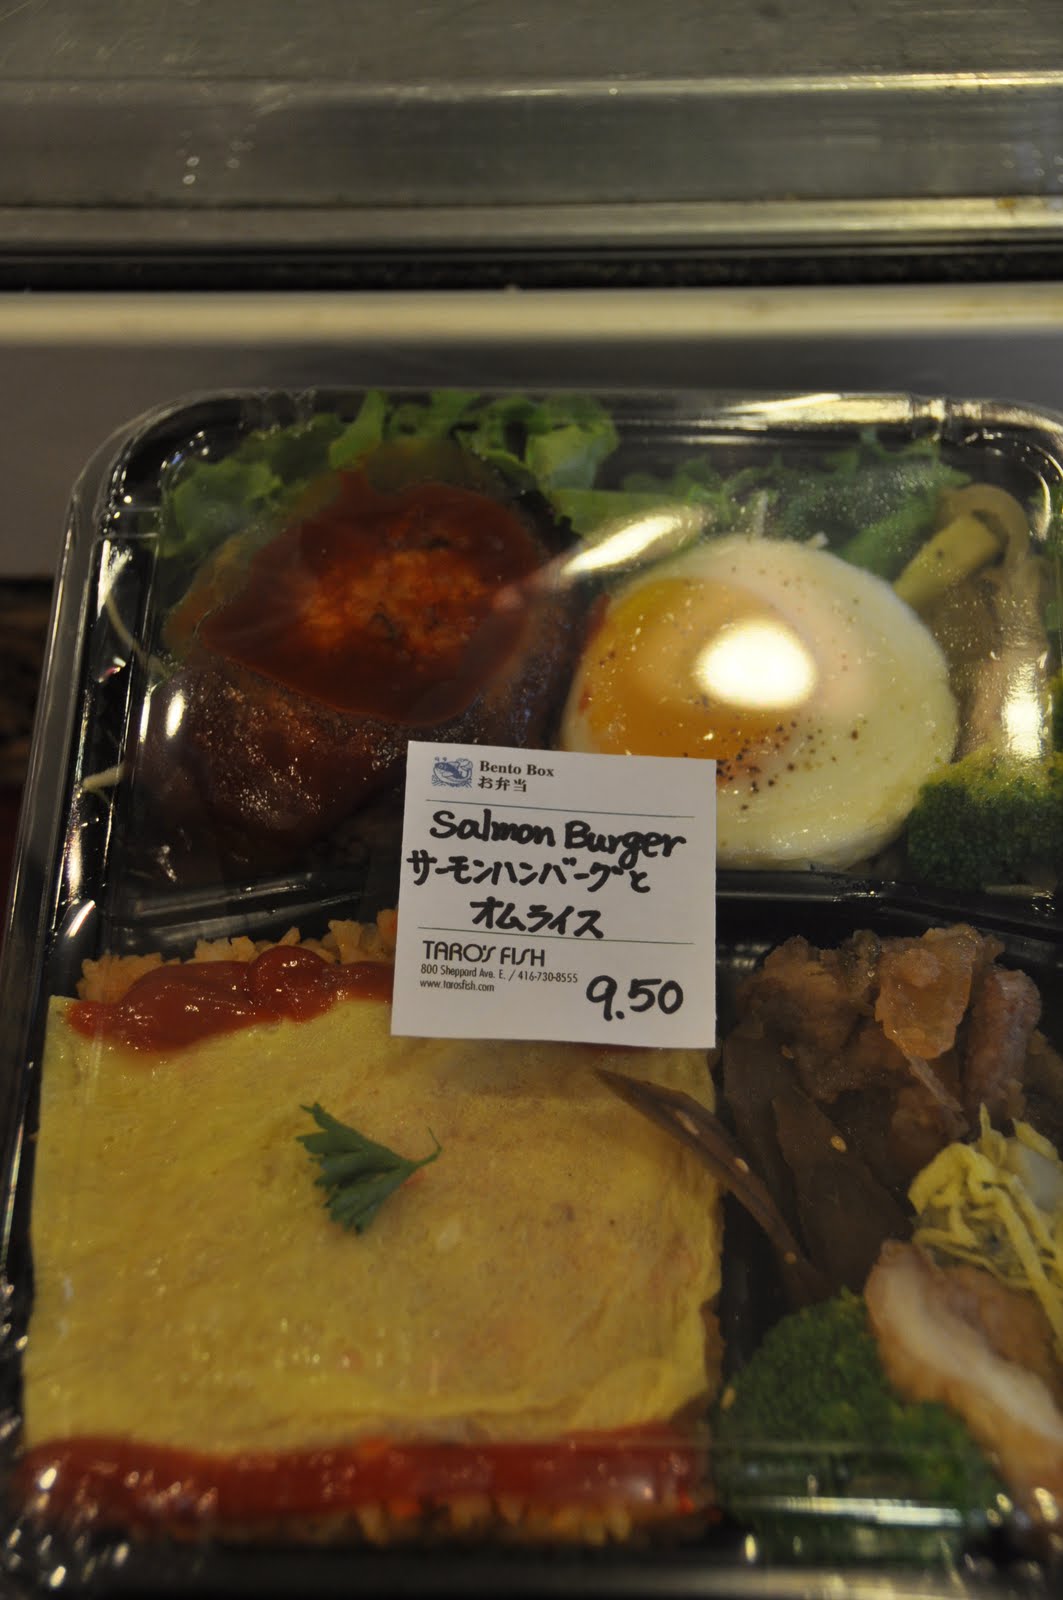 Bento Box
お弁当
Salmon Burger
サーモンハンバーグと
オムライス
TARO'S FISH
800 Sheppard Ave. E. / 416-730-8555
www.tarosfish.com
9.50